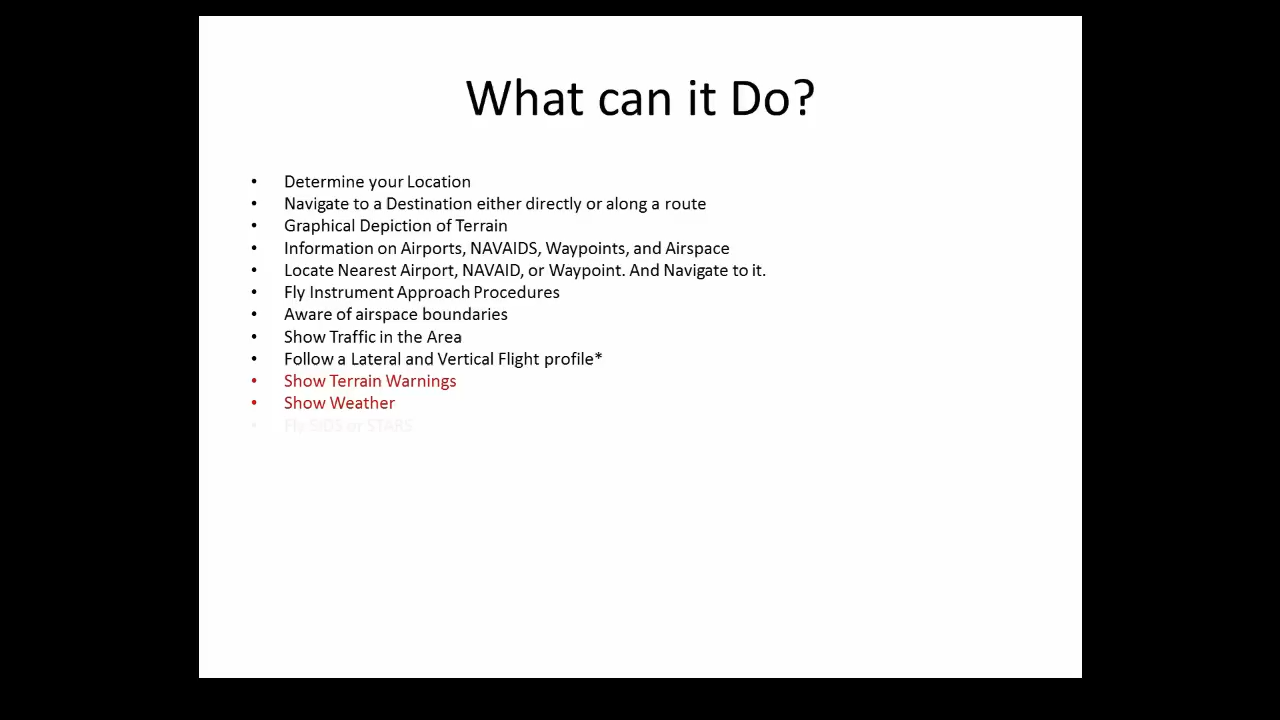 What can it Do?
• Determine your Location
• Navigate to a Destination either directly or along a route
• Graphical Depiction of Terrain
• Information on Airports, NAVAIDS, Waypoints, and Airspace
• Locate Nearest Airport, NAVAID, or Waypoint. And Navigate to it.
• Fly Instrument Approach Procedures
• Aware of airspace boundaries
• Show Traffic in the Area
• Follow a Lateral and Vertical Flight profile*
• Show Terrain Warnings
• Show Weather
• Fly SIDS or STARS